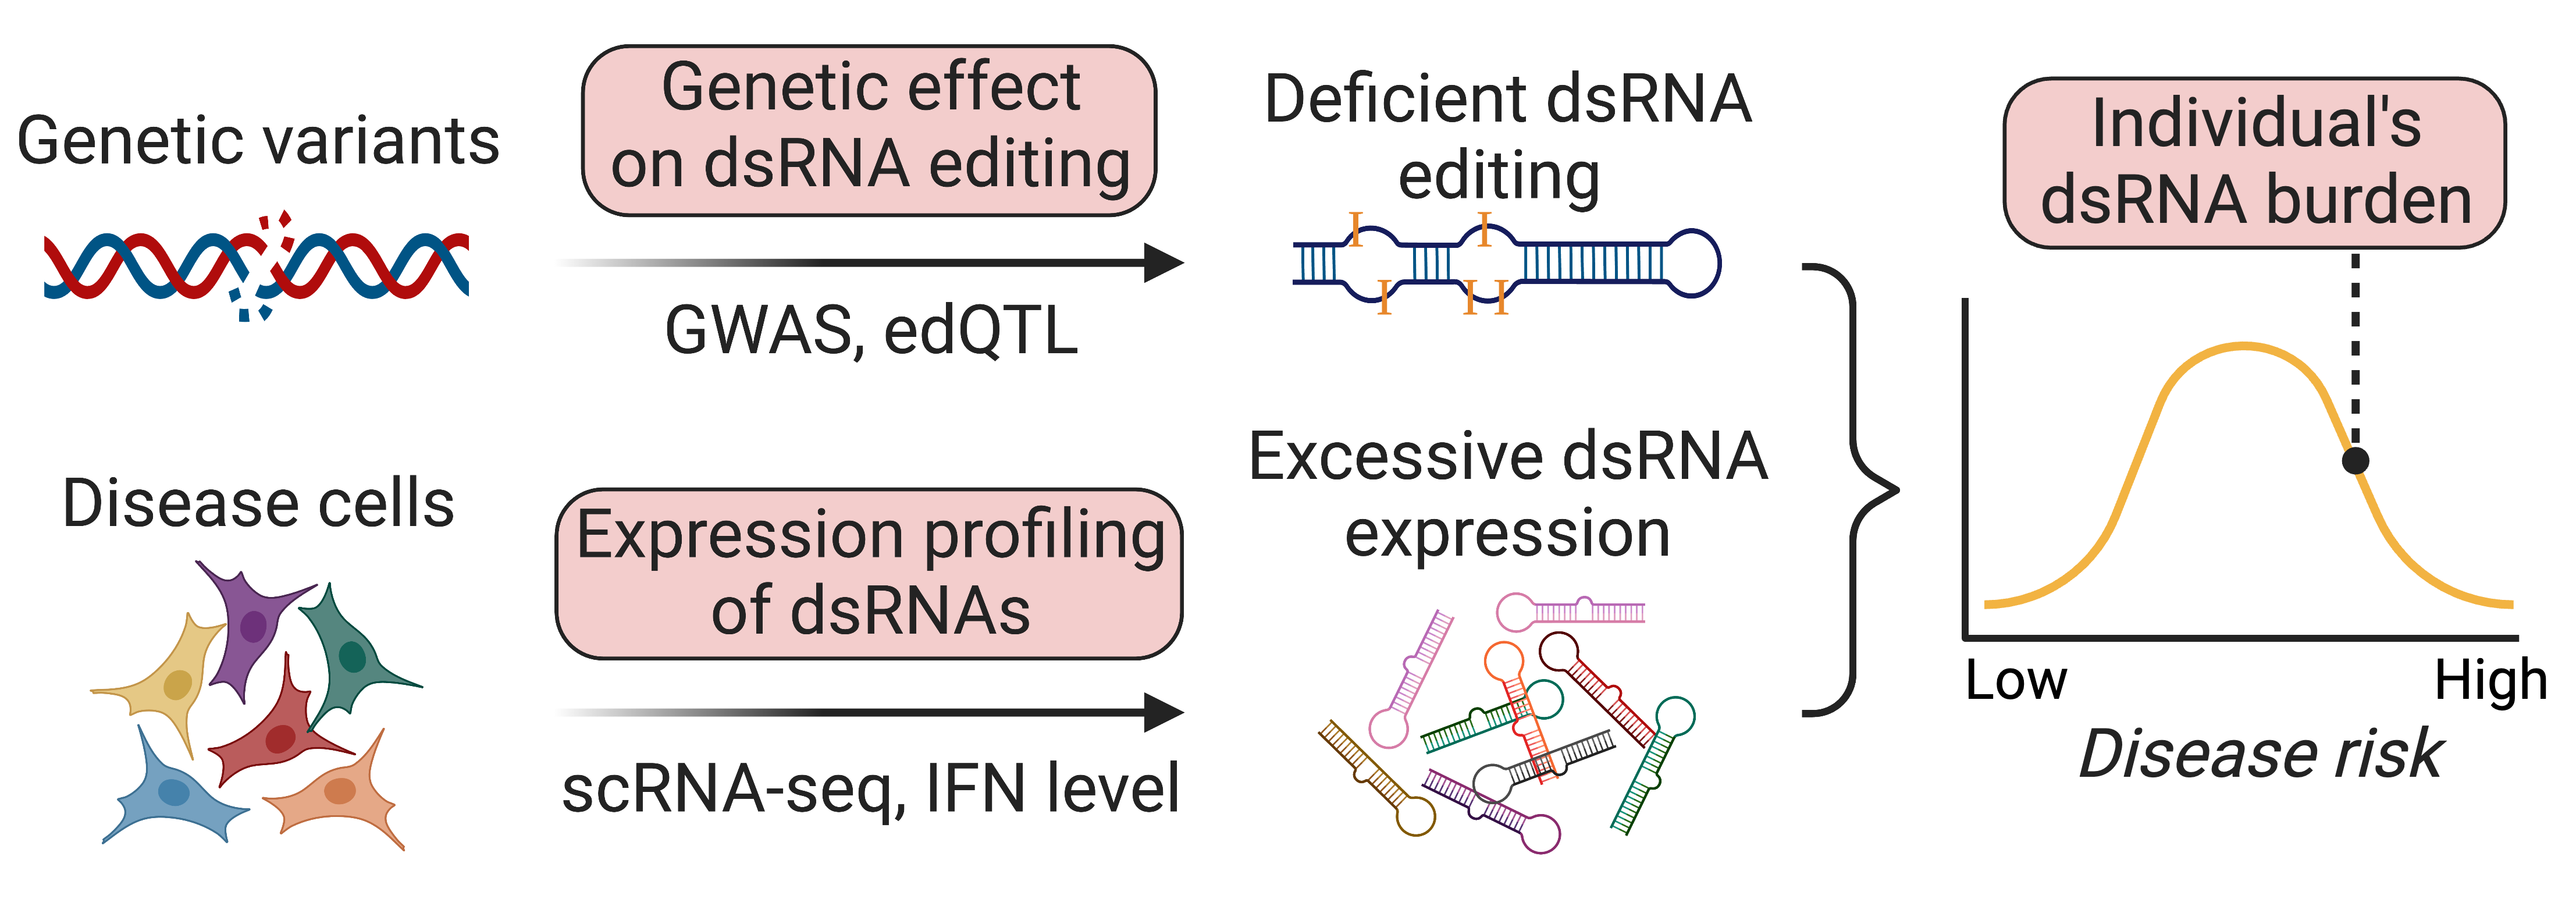 Genetic variants
Genetic effect
on dsRNA editing
GWAS, edQTL
Deficient dsRNA
editing
I
I
I
I
I
Disease cells
Expression profiling
of dsRNAs
scRNA-seq, IFN level
Excessive dsRNA
expression
Individual's
dsRNA burden
Low
High
Disease risk